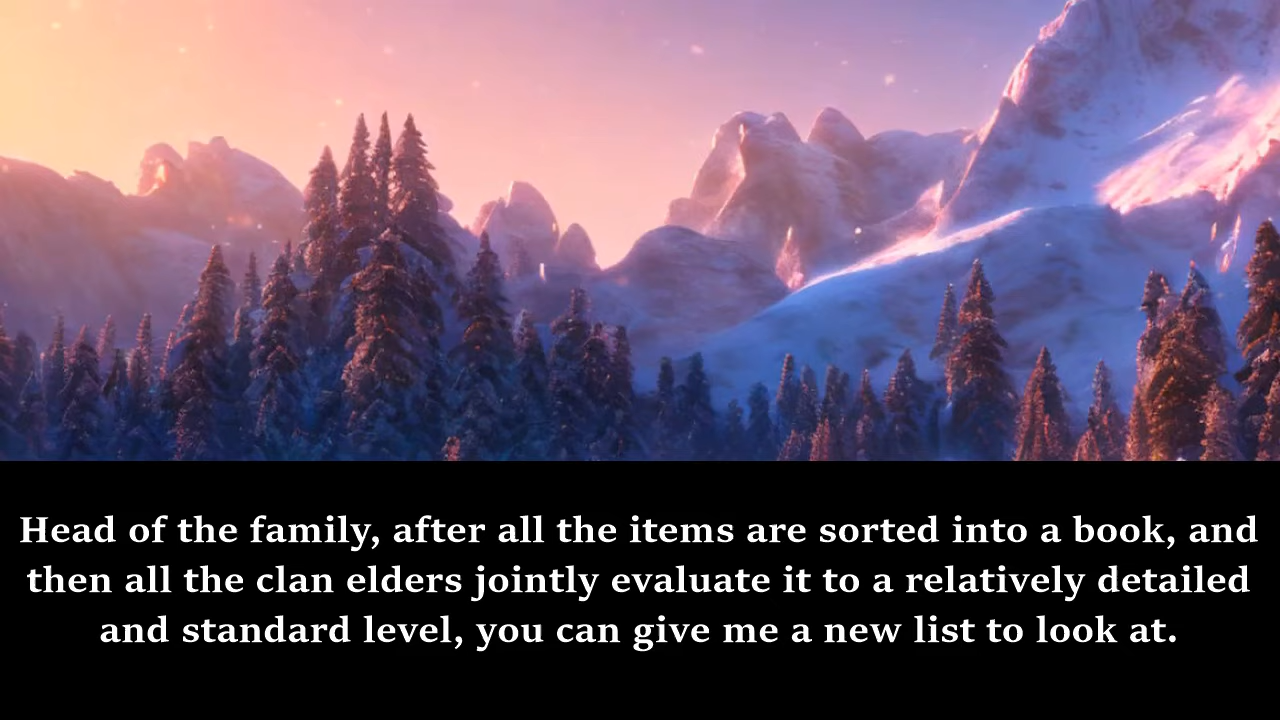 Head of the family, after all the items are sorted into a book, and
then all the clan elders jointly evaluate it to a relatively detailed
and standard level, you can give me a new list to look at.